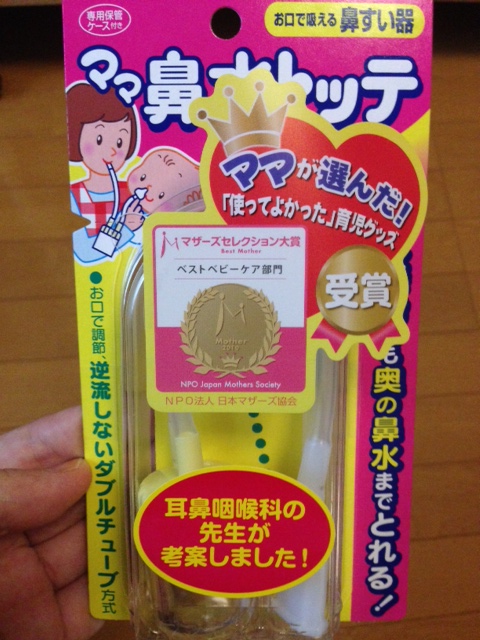 専用保管
ケース付き
お口で吸える 鼻すい器
ママ鼻水トッテ
ママが選んだ!
「使ってよかった」育児グッズ
受賞
マザーズセレクション大賞
Best Mother
ベストベビーケア部門
Mother
NPO Japan Mothers Society
NPO法人 日本マザーズ協会
●お口で調節、逆流しないダブルチューブ方式
も奥の鼻水までとれる!
耳鼻咽喉科の
先生が
考案しました!